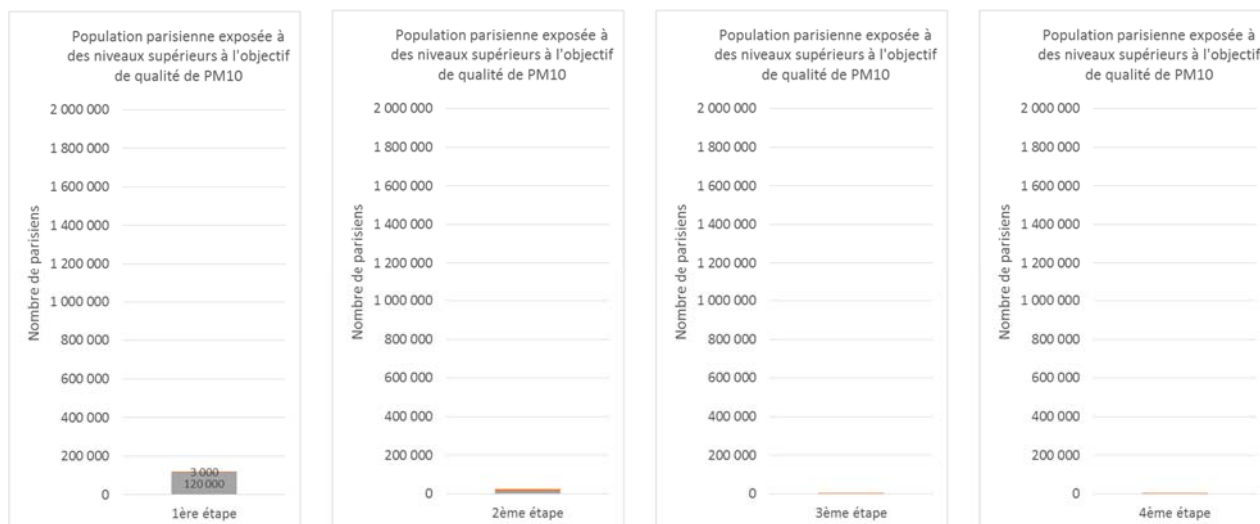 Population parisienne exposée à
des niveaux supérieurs à l'objectif
de qualité de PM10
2 000 000
1 800 000
1 600 000
1 400 000
1 200 000
1 000 000
800 000
600 000
400 000
200 000
0
Nombre de parisiens
3 000
120 000
1ère étape
Population parisienne exposée à
des niveaux supérieurs à l'objectif
de qualité de PM10
2 000 000
1 800 000
1 600 000
1 400 000
1 200 000
1 000 000
800 000
600 000
400 000
200 000
0
Nombre de parisiens
2ème étape
Population parisienne exposée à
des niveaux supérieurs à l'objectif
de qualité de PM10
2 000 000
1 800 000
1 600 000
1 400 000
1 200 000
1 000 000
800 000
600 000
400 000
200 000
0
Nombre de parisiens
3ème étape
Population parisienne exposée à
des niveaux supérieurs à l'objectif
de qualité de PM10
2 000 000
1 800 000
1 600 000
1 400 000
1 200 000
1 000 000
800 000
600 000
400 000
200 000
0
Nombre de parisiens
4ème étape